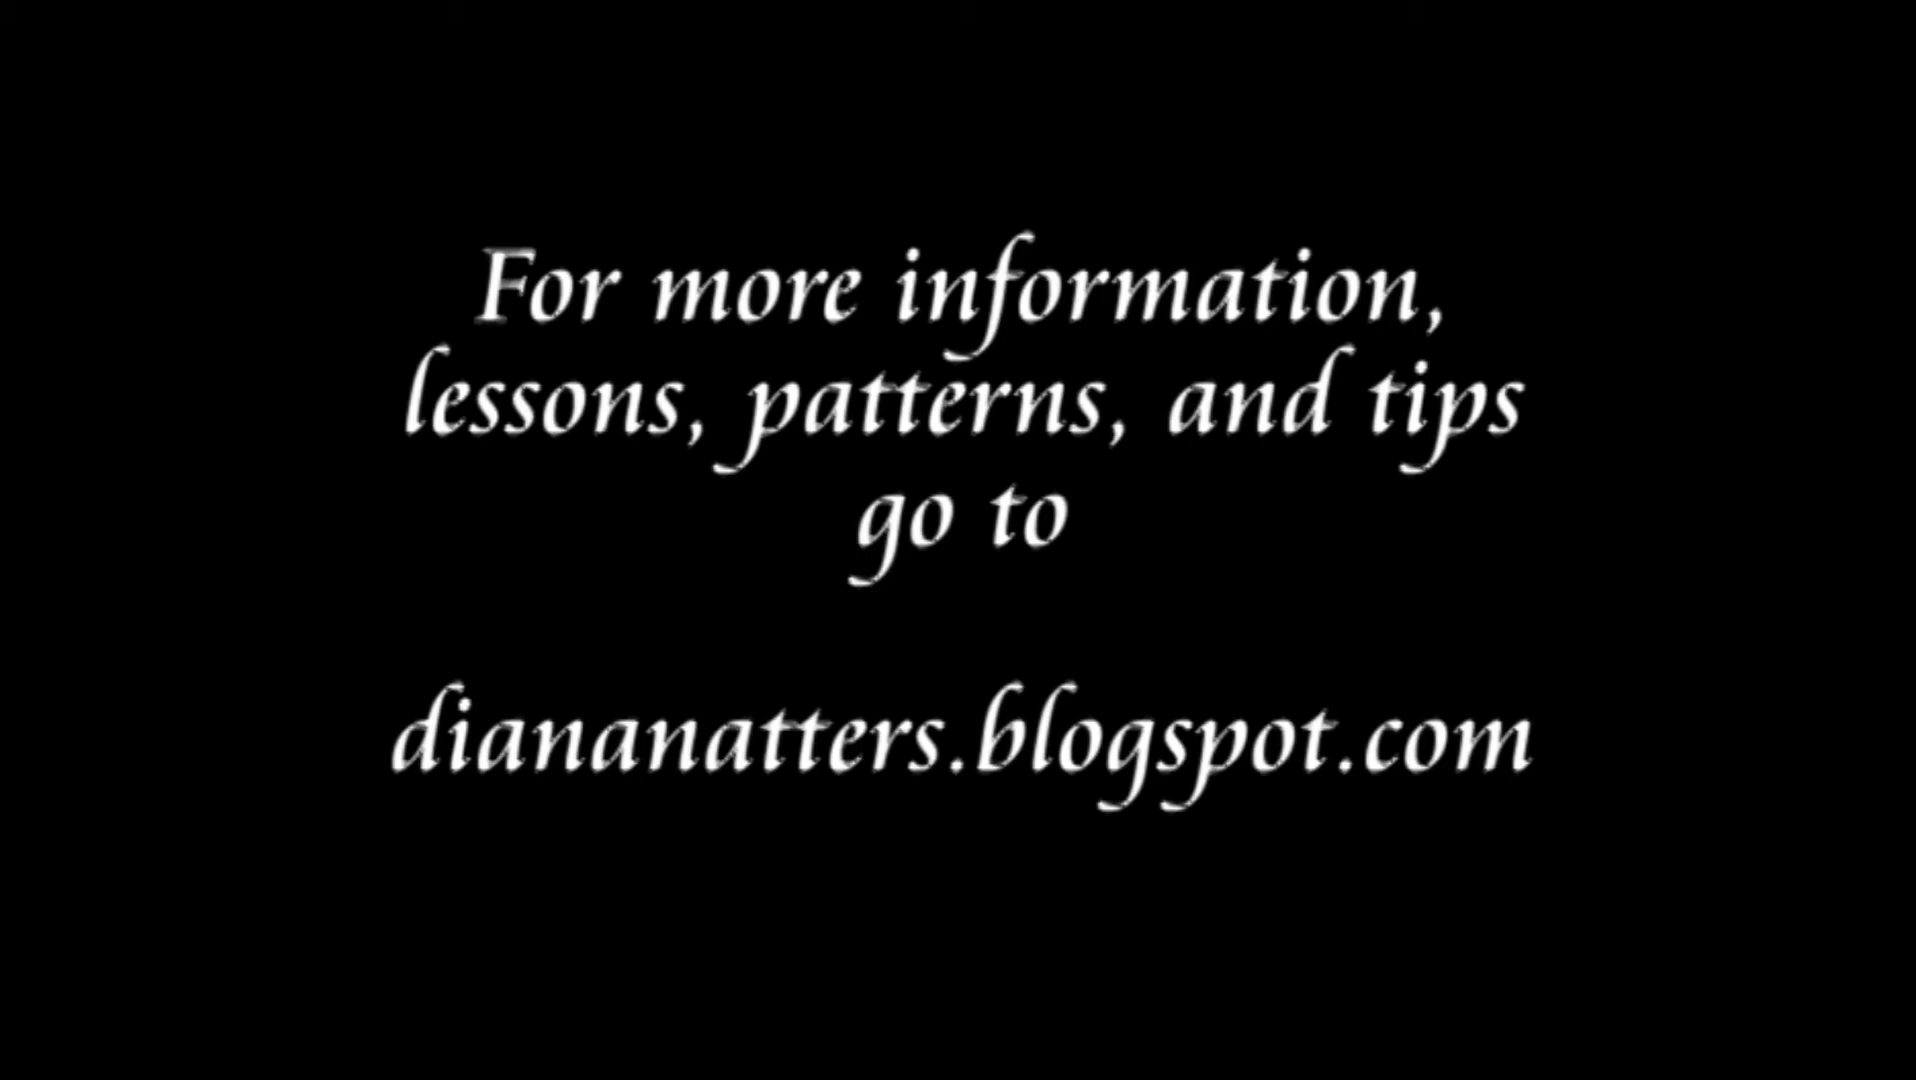 For more information,
lessons, patterns, and tips
go to
diananatters.blogspot.com